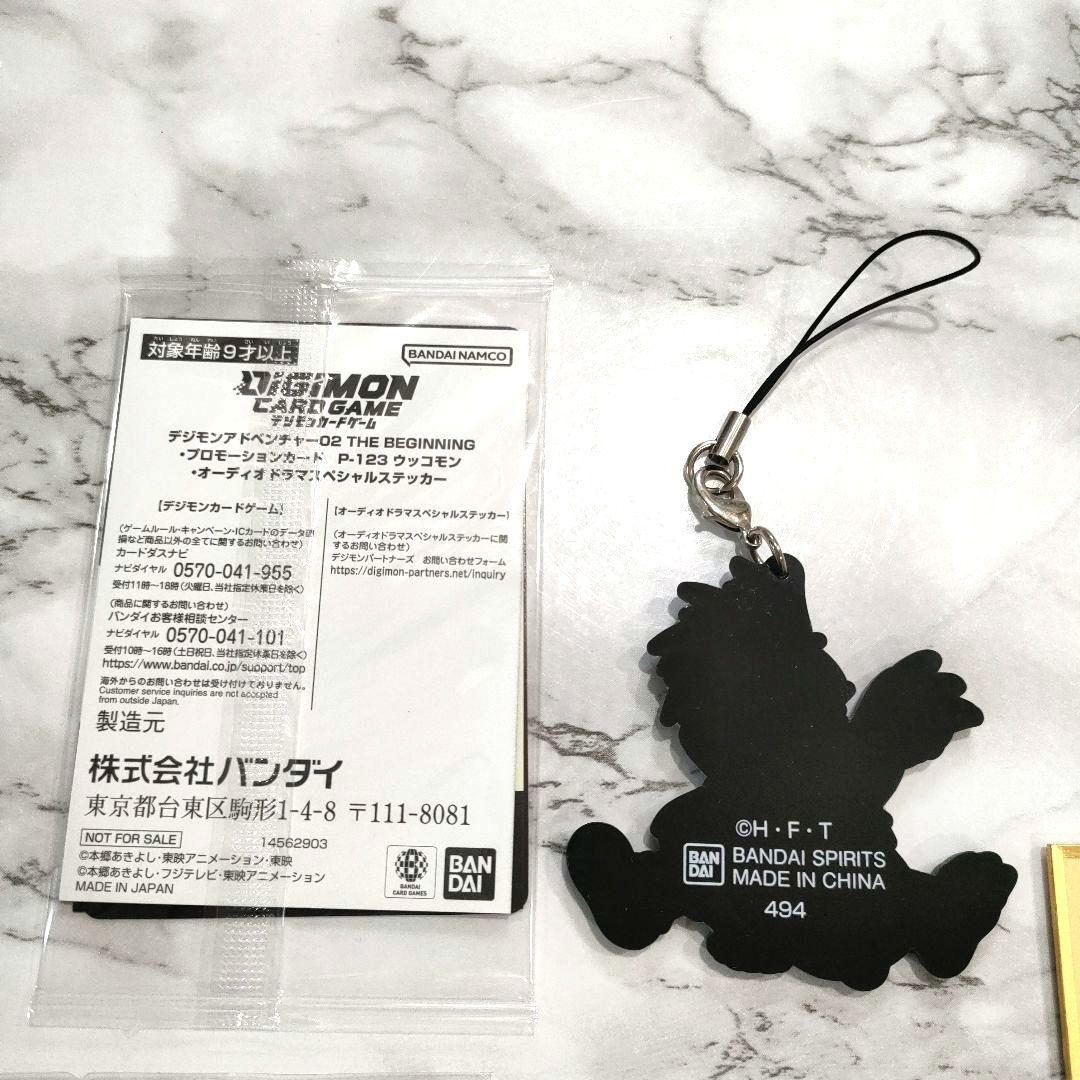 対象年齢9才以上
BANDAI NAMCO
DIGIMON
CARD GAME
デジモンカードゲーム
デジモンアドベンチャー02 THE BEGINNING
・プロモーションカード P-123 ウッコモン
・オーディオドラマスペシャルステッカー
【デジモンカードゲーム】
(ゲームルール・キャンペーン・ICカードのデータ破
損など商品以外の全てに関するお問い合わせ)
カードダスナビ
ナビダイヤル 0570-041-955
受付11時〜18時(火曜日、当社指定休業日を除く)
(商品に関するお問い合わせ)
バンダイお客様相談センター
ナビダイヤル 0570-041-101
受付10時〜16時(土日祝日、当社指定休業日を除く)
https://www.bandai.co.jp/support/top
海外からのお問い合わせは受け付けておりません。
Customer service inquiries are not accepted
from outside Japan.
【オーディオドラマスペシャルステッカー】
(オーディオドラマスペシャルステッカーに関
するお問い合わせ)
デジモンパートナーズ お問い合わせフォーム
https://digimon-partners.net/inquiry
製造元
株式会社バンダイ
東京都台東区駒形1-4-8 〒111-8081
NOT FOR SALE 14562903
©本郷あきよし・東映アニメーション・東映
©本郷あきよし・フジテレビ・東映アニメーション
MADE IN JAPAN
BANDAI
CARD GAMES
BAN
DAI
©H・F・T
BAN
DAI
BANDAI SPIRITS
MADE IN CHINA
494